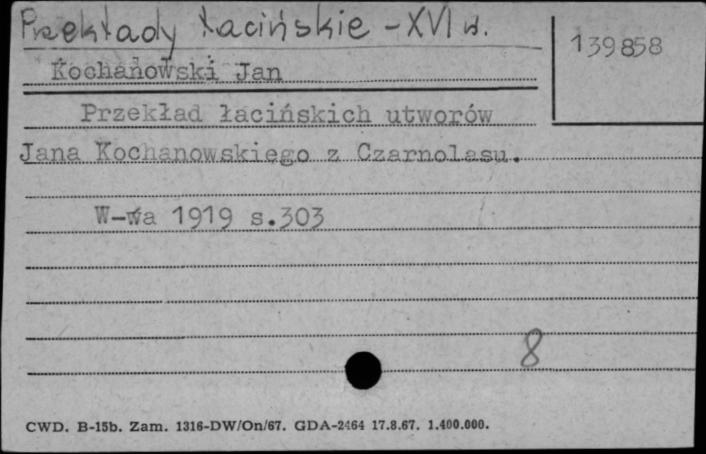 Przekłady łacińskie - XVI w.
139858
Kochanowski Jan
Przekład łacińskich utworów
Jana Kochanowskiego z Czarnolasu.
W-wa 1919 s.303
8
CWD. B-15b. Zam. 1316-DW/On/67. GDA-2464 17.8.67. 1.400.000.